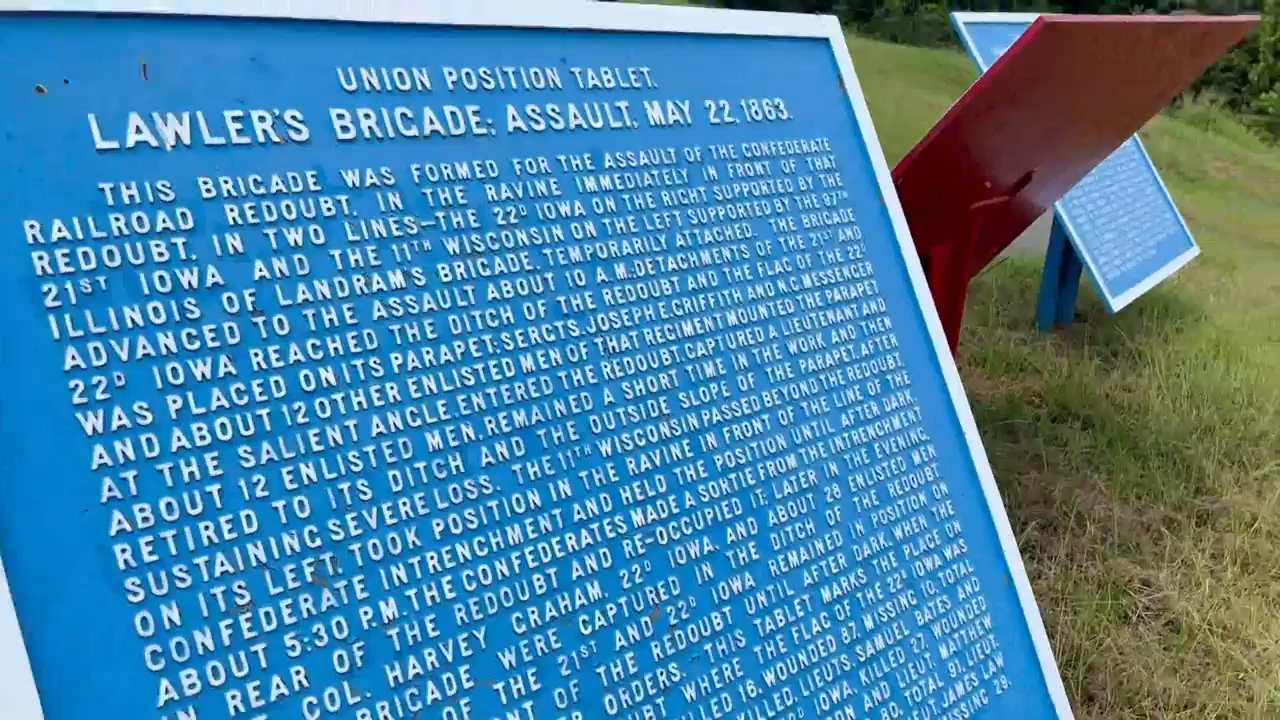 UNION POSITION TABLET.
LAWLER'S BRIGADE; ASSAULT, MAY 22, 1863.
THIS BRIGADE WAS FORMED FOR THE ASSAULT OF THE CONFEDERATE
RAILROAD REDOUBT, IN THE RAVINE IMMEDIATELY IN FRONT OF THAT
REDOUBT, IN TWO LINES—THE 22D IOWA ON THE RIGHT SUPPORTED BY THE
21ST IOWA AND THE 11TH WISCONSIN ON THE LEFT SUPPORTED BY THE 97TH
ILLINOIS OF LANDRAM'S BRIGADE, TEMPORARILY ATTACHED. THE BRIGADE
ADVANCED TO THE ASSAULT ABOUT 10 A.M. DETACHMENTS OF THE 21ST AND
22D IOWA REACHED THE DITCH OF THE REDOUBT AND THE FLAG OF THE 22D
WAS PLACED ON ITS PARAPET; SERGTS. JOSEPH E. GRIFFITH AND N.C. MESSENGER
AND ABOUT 12 OTHER ENLISTED MEN OF THAT REGIMENT MOUNTED THE PARAPET
AT THE SALIENT ANGLE, ENTERED THE REDOUBT, CAPTURED A LIEUTENANT AND
ABOUT 12 ENLISTED MEN, REMAINED A SHORT TIME IN THE WORK AND THEN
RETIRED TO ITS DITCH AND THE OUTSIDE SLOPE OF THE PARAPET, AFTER
SUSTAINING SEVERE LOSS. THE 11TH WISCONSIN PASSED BEYOND THE REDOUBT,
ON ITS LEFT, TOOK POSITION IN THE RAVINE IN FRONT OF THE LINE OF THE
CONFEDERATE INTRENCHMENT AND HELD THE POSITION UNTIL AFTER DARK.
ABOUT 5:30 P.M. THE CONFEDERATES MADE A SORTIE FROM THE INTRENCHMENT
IN REAR OF THE REDOUBT AND RE-OCCUPIED IT; LATER IN THE EVENING,
COL. HARVEY GRAHAM, 22D IOWA, AND ABOUT 28 ENLISTED MEN
BRIGADE WERE CAPTURED IN THE DITCH OF THE REDOUBT.
OF THE 21ST AND 22D IOWA REMAINED IN POSITION ON
OF THE REDOUBT UNTIL AFTER DARK, WHEN THE
ORDERS. THIS TABLET MARKS THE PLACE ON
WHERE THE FLAG OF THE 22D IOWA WAS
16, WOUNDED 87, MISSING 10, TOTAL
KILLED, LIEUTS. SAMUEL BATES AND
IOWA, KILLED 27, WOUNDED
AND LIEUT. MATTHEW
TOTAL 91, LIEUT.
JAMES LAW
MISSING 29,